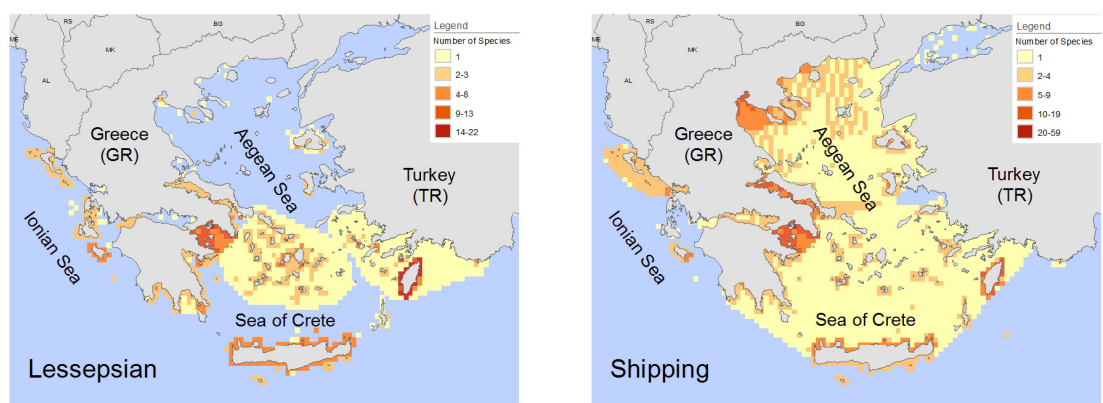 RS
BG
ME
MK
AL
Legend
Number of Species
1
2-3
4-8
9-13
14-22
Greece
(GR)
Aegean Sea
Turkey
(TR)
Ionian Sea
Sea of Crete
Lessepsian
RS
BG
ME
MK
AL
Legend
Number of Species
1
2-4
5-9
10-19
20-59
Greece
(GR)
Aegean Sea
Turkey
(TR)
Ionian Sea
Sea of Crete
Shipping